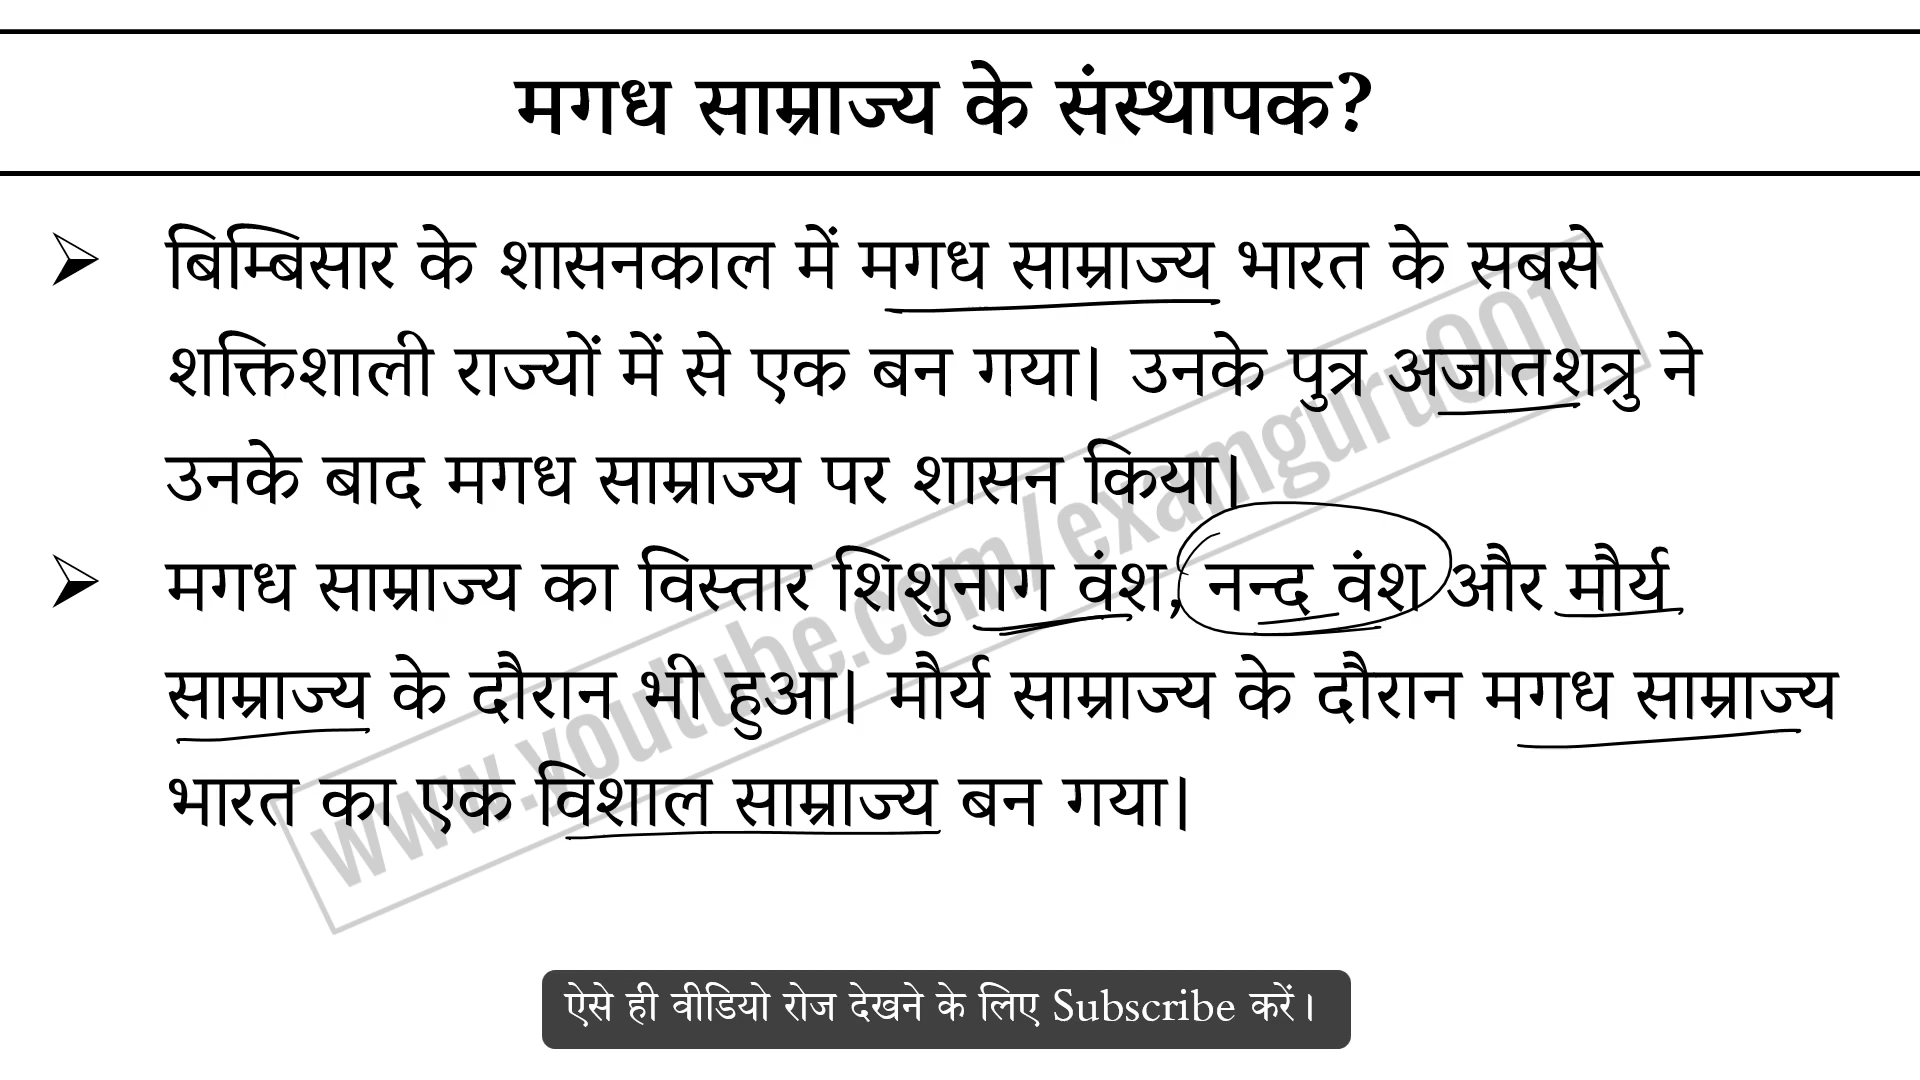 मगध साम्राज्य के संस्थापक?
➢ बिम्बिसार के शासनकाल में मगध साम्राज्य भारत के सबसे
शक्तिशाली राज्यों में से एक बन गया। उनके पुत्र अजातशत्रु ने
उनके बाद मगध साम्राज्य पर शासन किया।
➢ मगध साम्राज्य का विस्तार शिशुनाग वंश, नन्द वंश और मौर्य
साम्राज्य के दौरान भी हुआ। मौर्य साम्राज्य के दौरान मगध साम्राज्य
भारत का एक विशाल साम्राज्य बन गया।
www.youtube.com/examguru001
ऐसे ही वीडियो रोज देखने के लिए Subscribe करें।